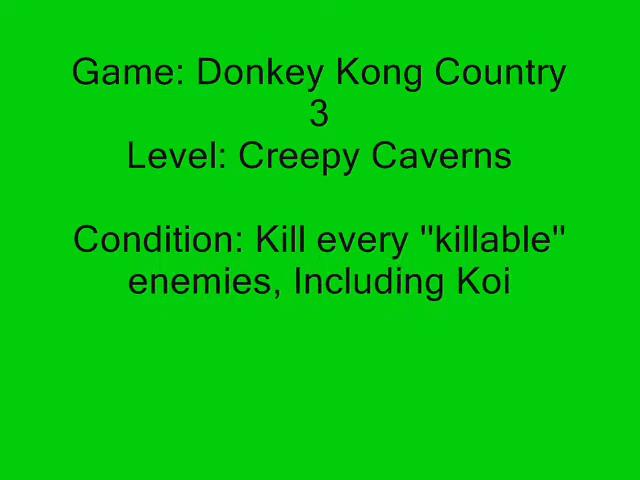 Game: Donkey Kong Country
3
Level: Creepy Caverns
Condition: Kill every "killable"
enemies, Including Koi